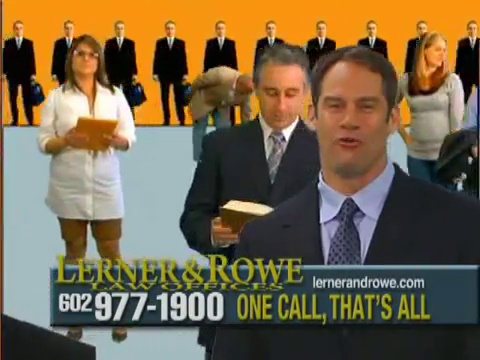 LERNER & ROWE
LAW OFFICES
lernerandrowe.com
602 977-1900 ONE CALL, THAT'S ALL